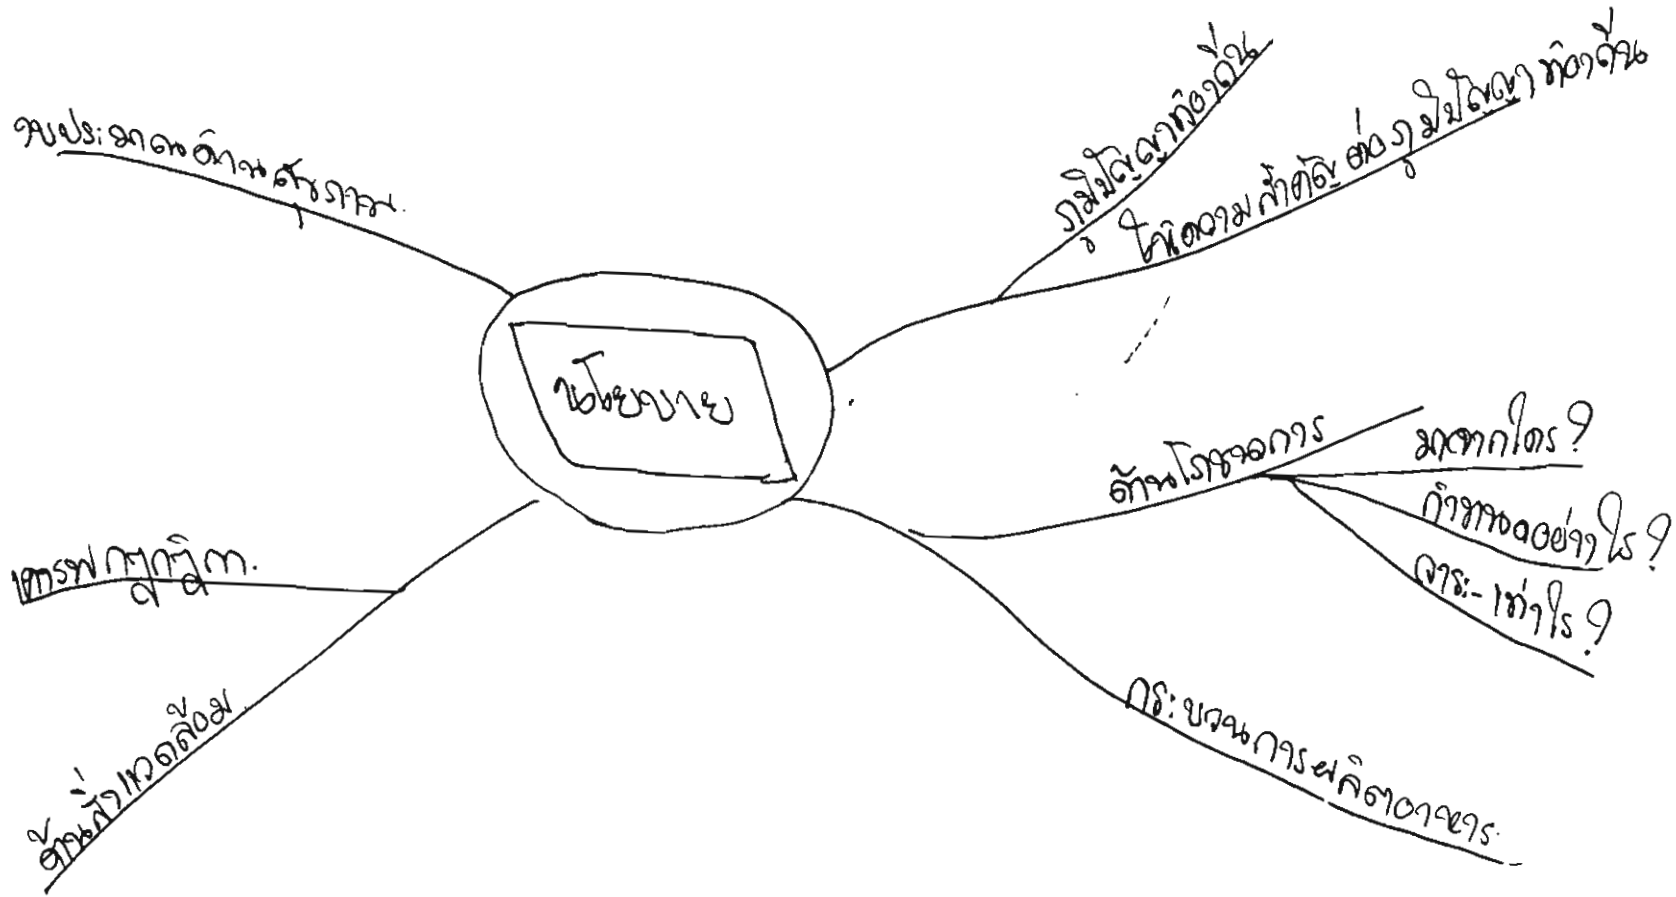 งบประมาณด้านสุขภาพ
ภูมิปัญญาท้องถิ่น
ให้ความสำคัญต่อภูมิปัญญาท้องถิ่น
นโยบาย
ด้านโภชนาการ
มาจากใคร?
กำหนดอย่างไร?
วาระ-เท่าไร?
เคารพกฎกติกา.
ด้านสิ่งแวดล้อม
กระบวนการผลิตอาหาร